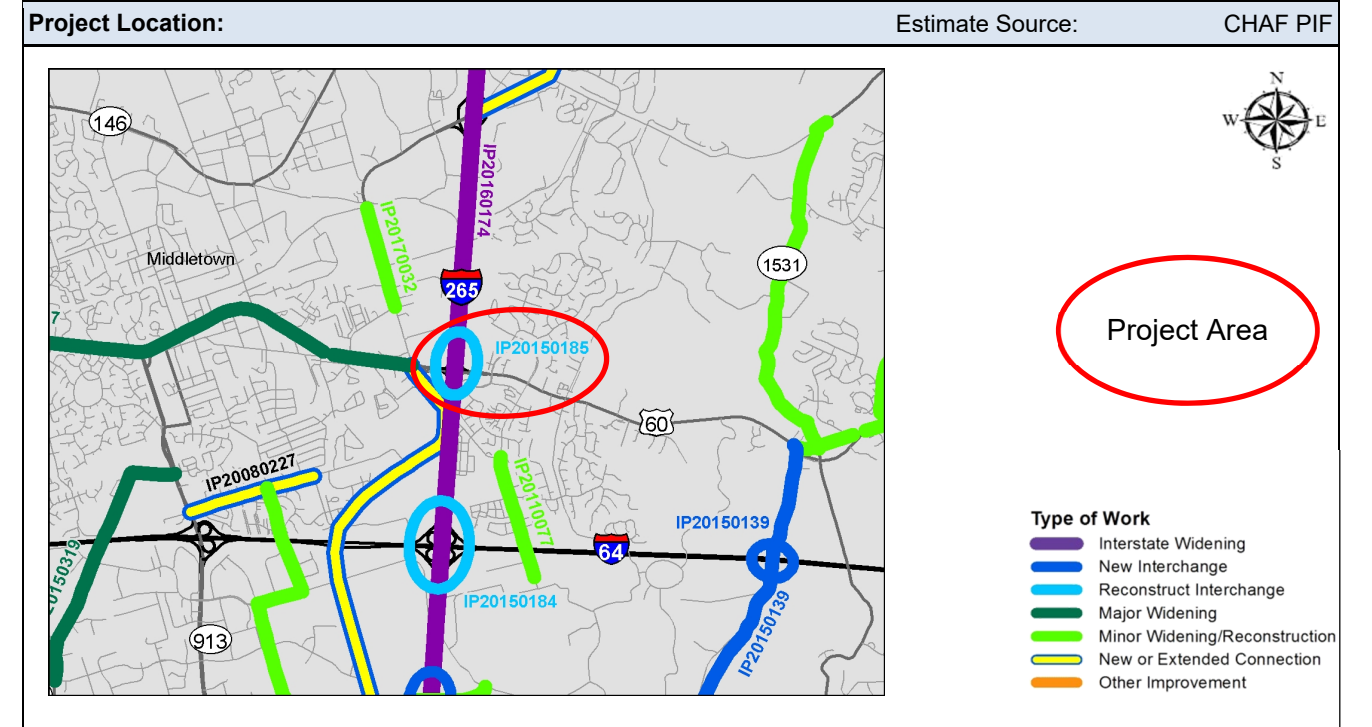 Project Location: Estimate Source: CHAF PIF
N
W E
S
146
IP20160174
IP20170032
Middletown
1531
265
7
IP20150185
Project Area
60
IP20080227
IP20110077
IP20150139
64
20150319
IP20150184
IP20150139
913
Type of Work
Interstate Widening
New Interchange
Reconstruct Interchange
Major Widening
Minor Widening/Reconstruction
New or Extended Connection
Other Improvement